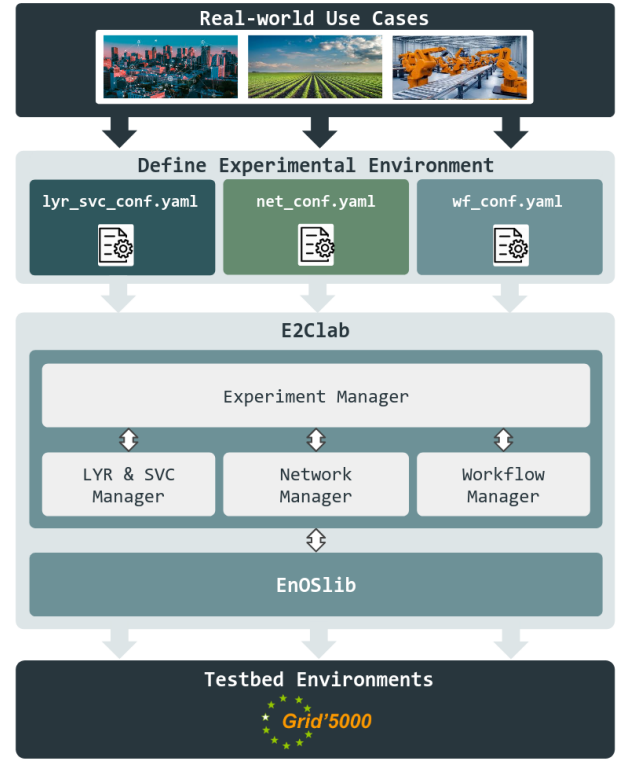 Real-world Use Cases
Define Experimental Environment
lyr_svc_conf.yaml
net_conf.yaml
wf_conf.yaml
E2Clab
Experiment Manager
LYR & SVC
Manager
Network
Manager
Workflow
Manager
EnOSlib
Testbed Environments
Grid'5000